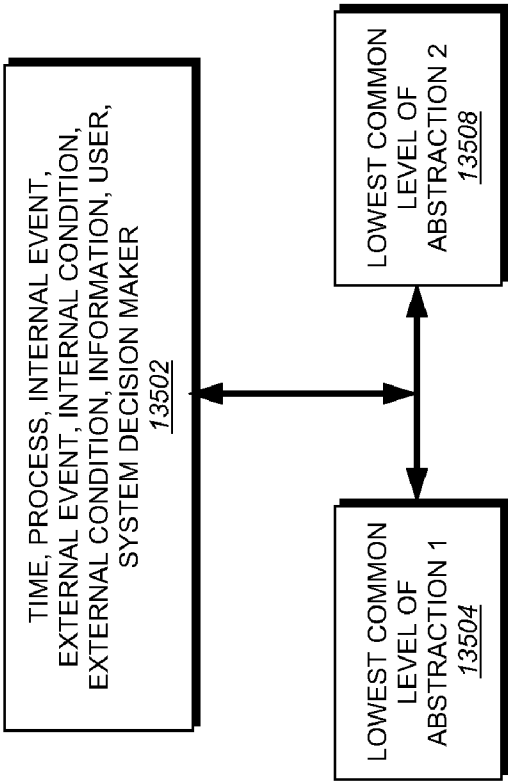 TIME, PROCESS, INTERNAL EVENT,
EXTERNAL EVENT, INTERNAL CONDITION,
EXTERNAL CONDITION, INFORMATION, USER,
SYSTEM DECISION MAKER
13502
LOWEST COMMON
LEVEL OF
ABSTRACTION 1
13504
LOWEST COMMON
LEVEL OF
ABSTRACTION 2
13508